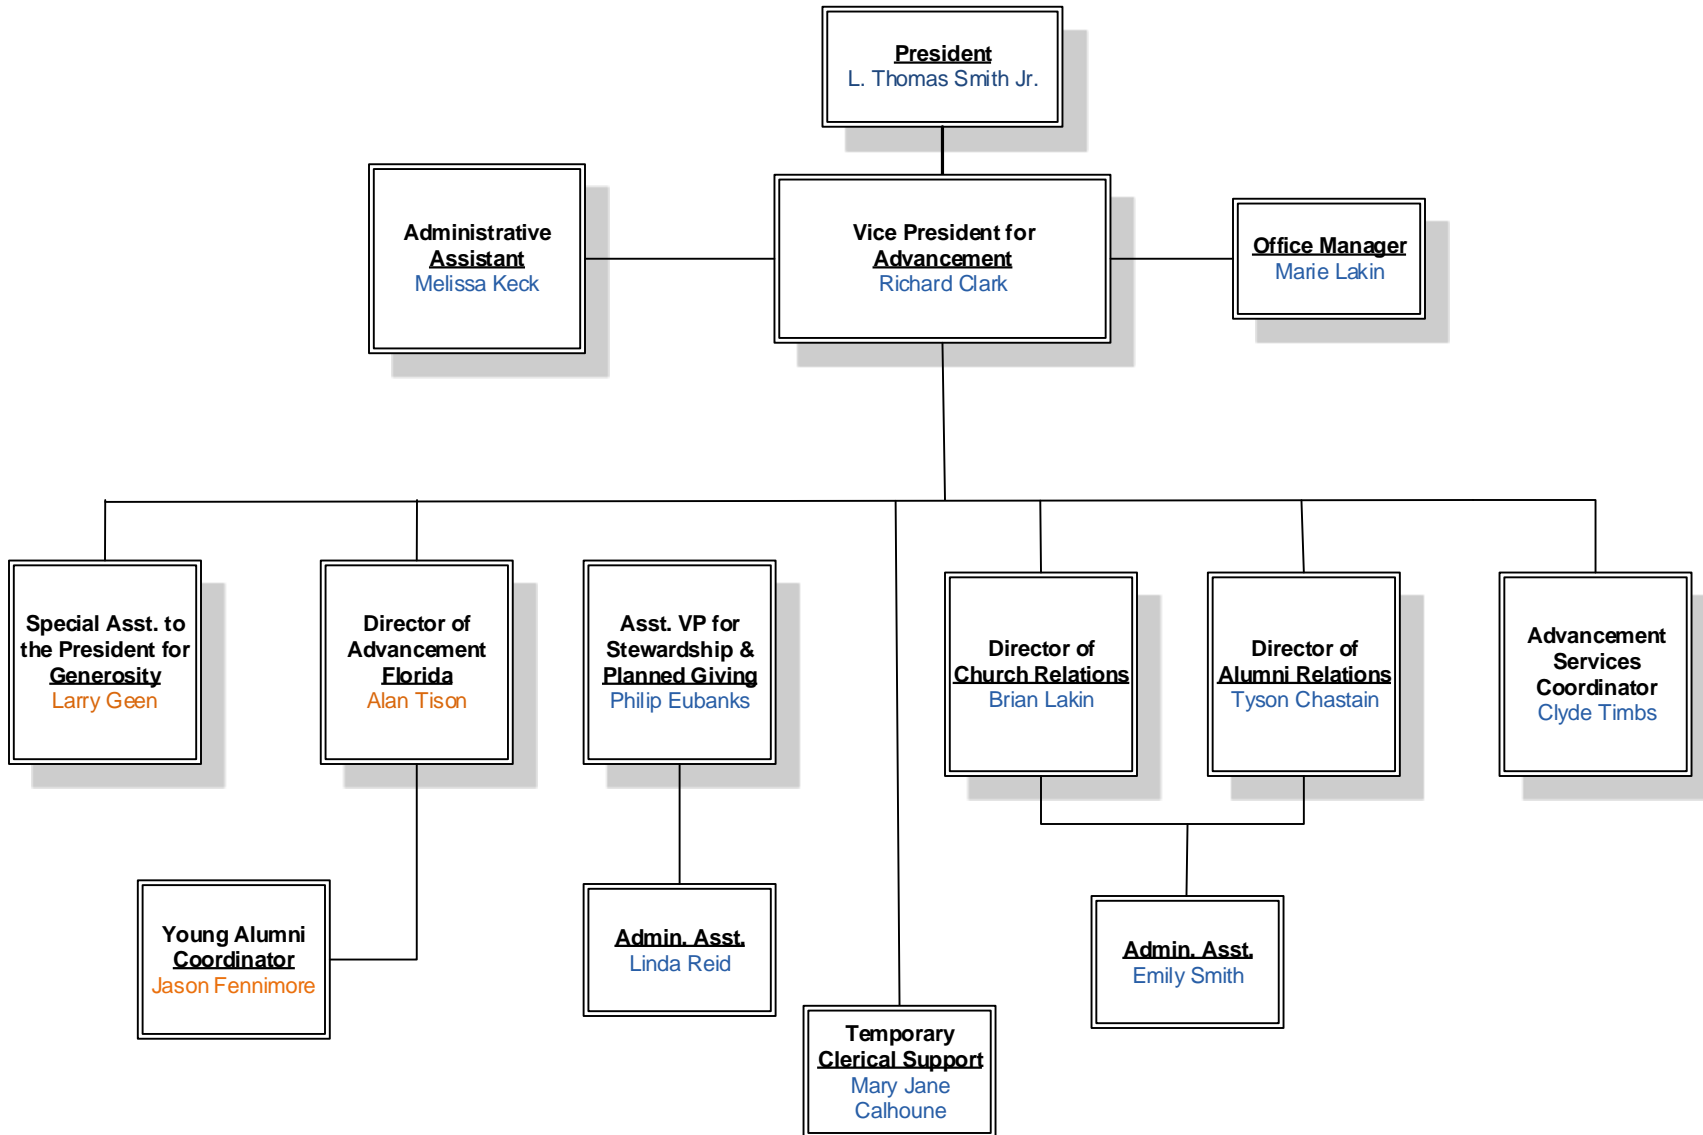 President
L. Thomas Smith Jr.
Administrative
Assistant
Melissa Keck
Vice President for
Advancement
Richard Clark
Office Manager
Marie Lakin
Special Asst. to
the President for
Generosity
Larry Geen
Director of
Advancement
Florida
Alan Tison
Asst. VP for
Stewardship &
Planned Giving
Philip Eubanks
Director of
Church Relations
Brian Lakin
Director of
Alumni Relations
Tyson Chastain
Advancement
Services
Coordinator
Clyde Timbs
Young Alumni
Coordinator
Jason Fennimore
Admin. Asst.
Linda Reid
Admin. Asst.
Emily Smith
Temporary
Clerical Support
Mary Jane
Calhoune